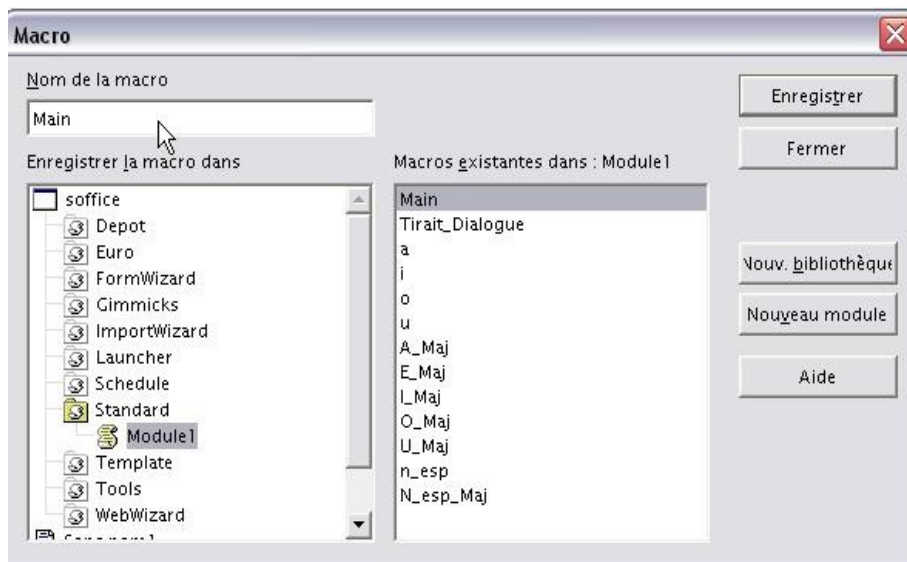 Macro
Nom de la macro
Main
Enregistrer la macro dans
soffice
Depot
Euro
FormWizard
Gimmicks
ImportWizard
Launcher
Schedule
Standard
Module1
Template
Tools
WebWizard
Macros existantes dans : Module1
Main
Tirait_Dialogue
a
i
o
u
A_Maj
E_Maj
I_Maj
O_Maj
U_Maj
n_esp
N_esp_Maj
Enregistrer
Fermer
Nouv. bibliothèque
Nouveau module
Aide